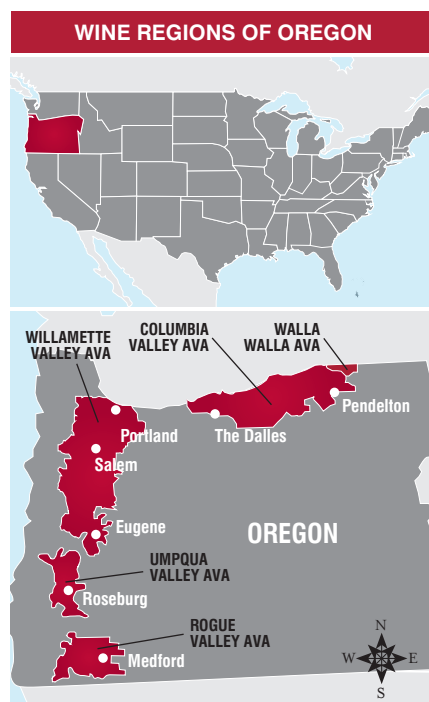 WINE REGIONS OF OREGON
WILLAMETTE
VALLEY AVA
COLUMBIA
VALLEY AVA
WALLA
WALLA AVA
Portland
The Dalles
Pendelton
Salem
Eugene
OREGON
UMPQUA
VALLEY AVA
Roseburg
ROGUE
VALLEY AVA
Medford
N
W
E
S